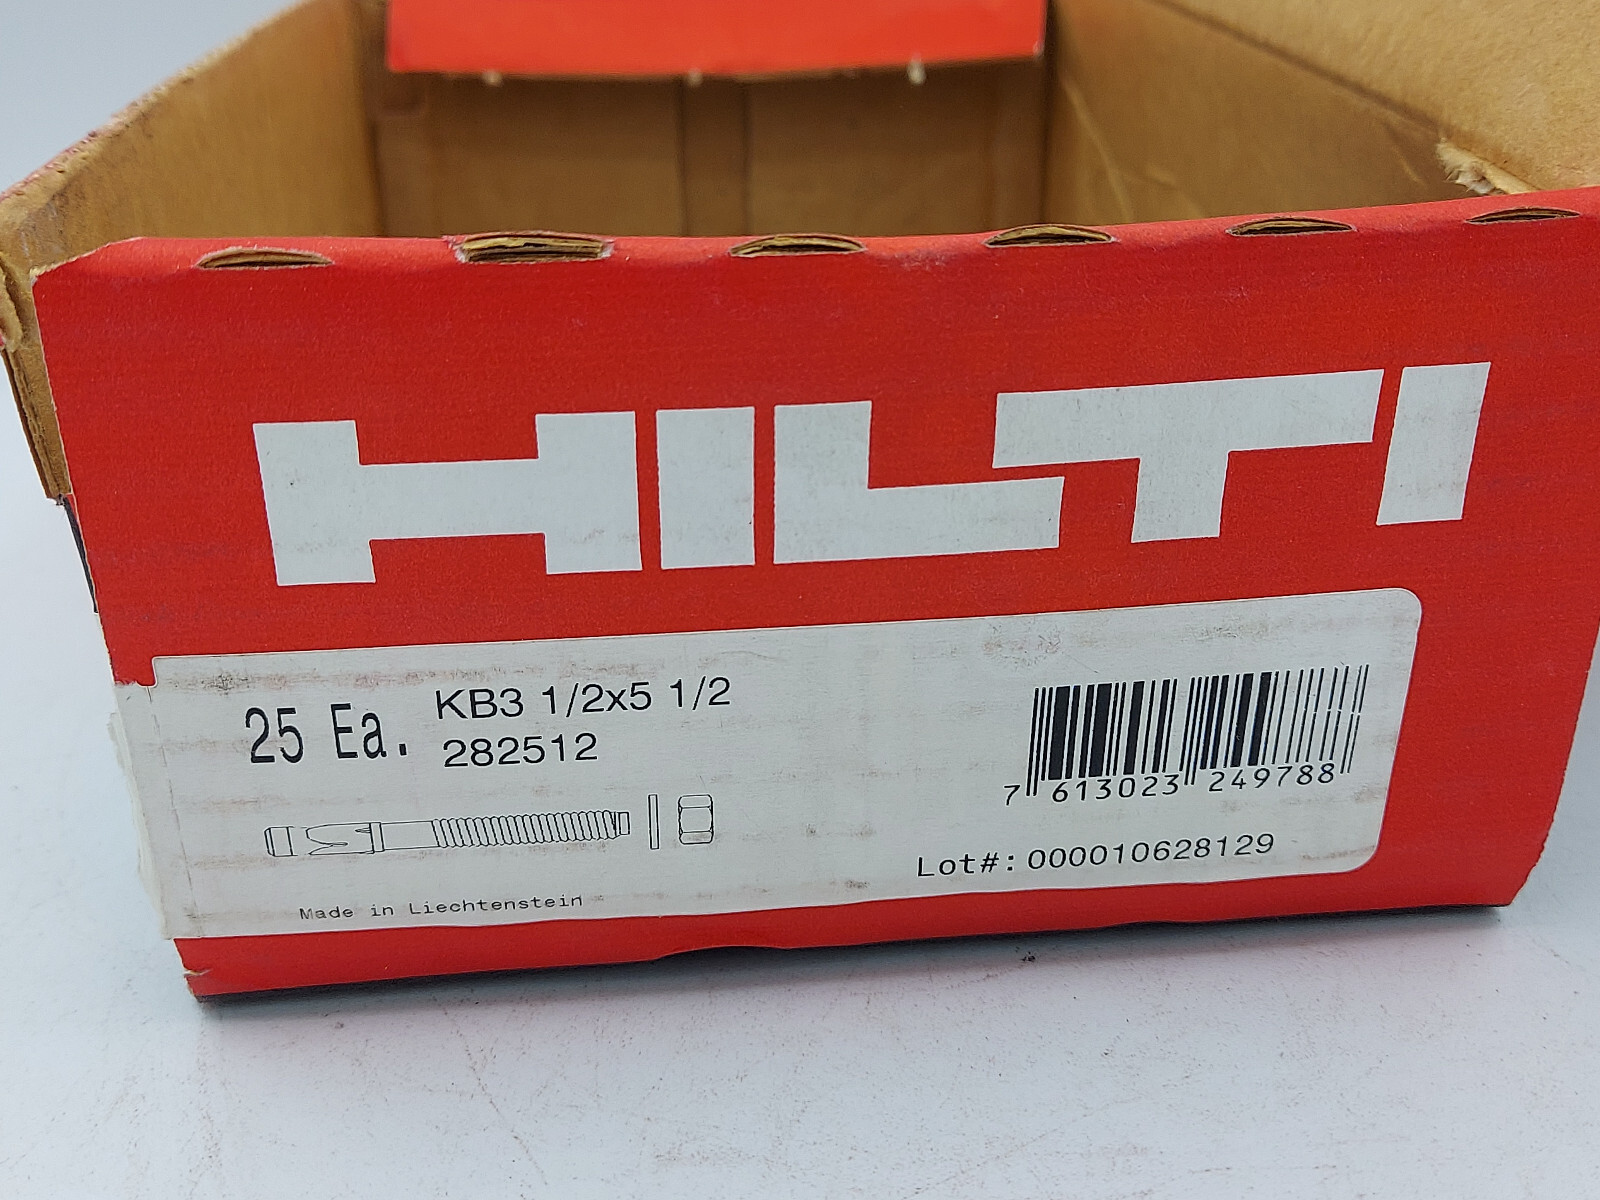 HILTI
25 Ea. KB3 1/2x5 1/2
282512
7 613023 249788
Lot#: 000010628129
Made in Liechtenstein